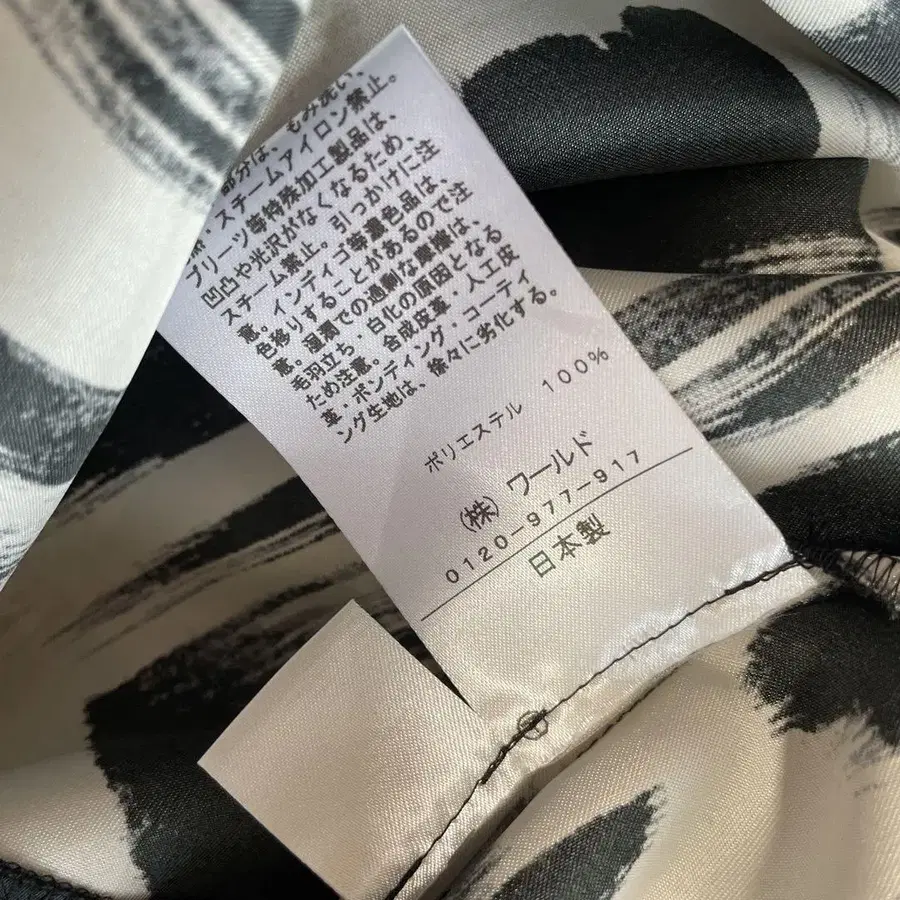 部分は、もみ洗い、
スチームアイロン禁止。
プリーツ等特殊加工製品は、
凹凸や光沢がなくなるため、
スチーム禁止。引っかけに注
意。インディゴ等濃色品は、
色移りすることがあるので注
意。湿潤での過剰な摩擦は、
毛羽立ち・白化の原因となる
ため注意。合成皮革・人工皮
革・ボンディング・コーティ
ング生地は、徐々に劣化する。
ポリエステル 100%
(株) ワールド
0120-977-917
日本製